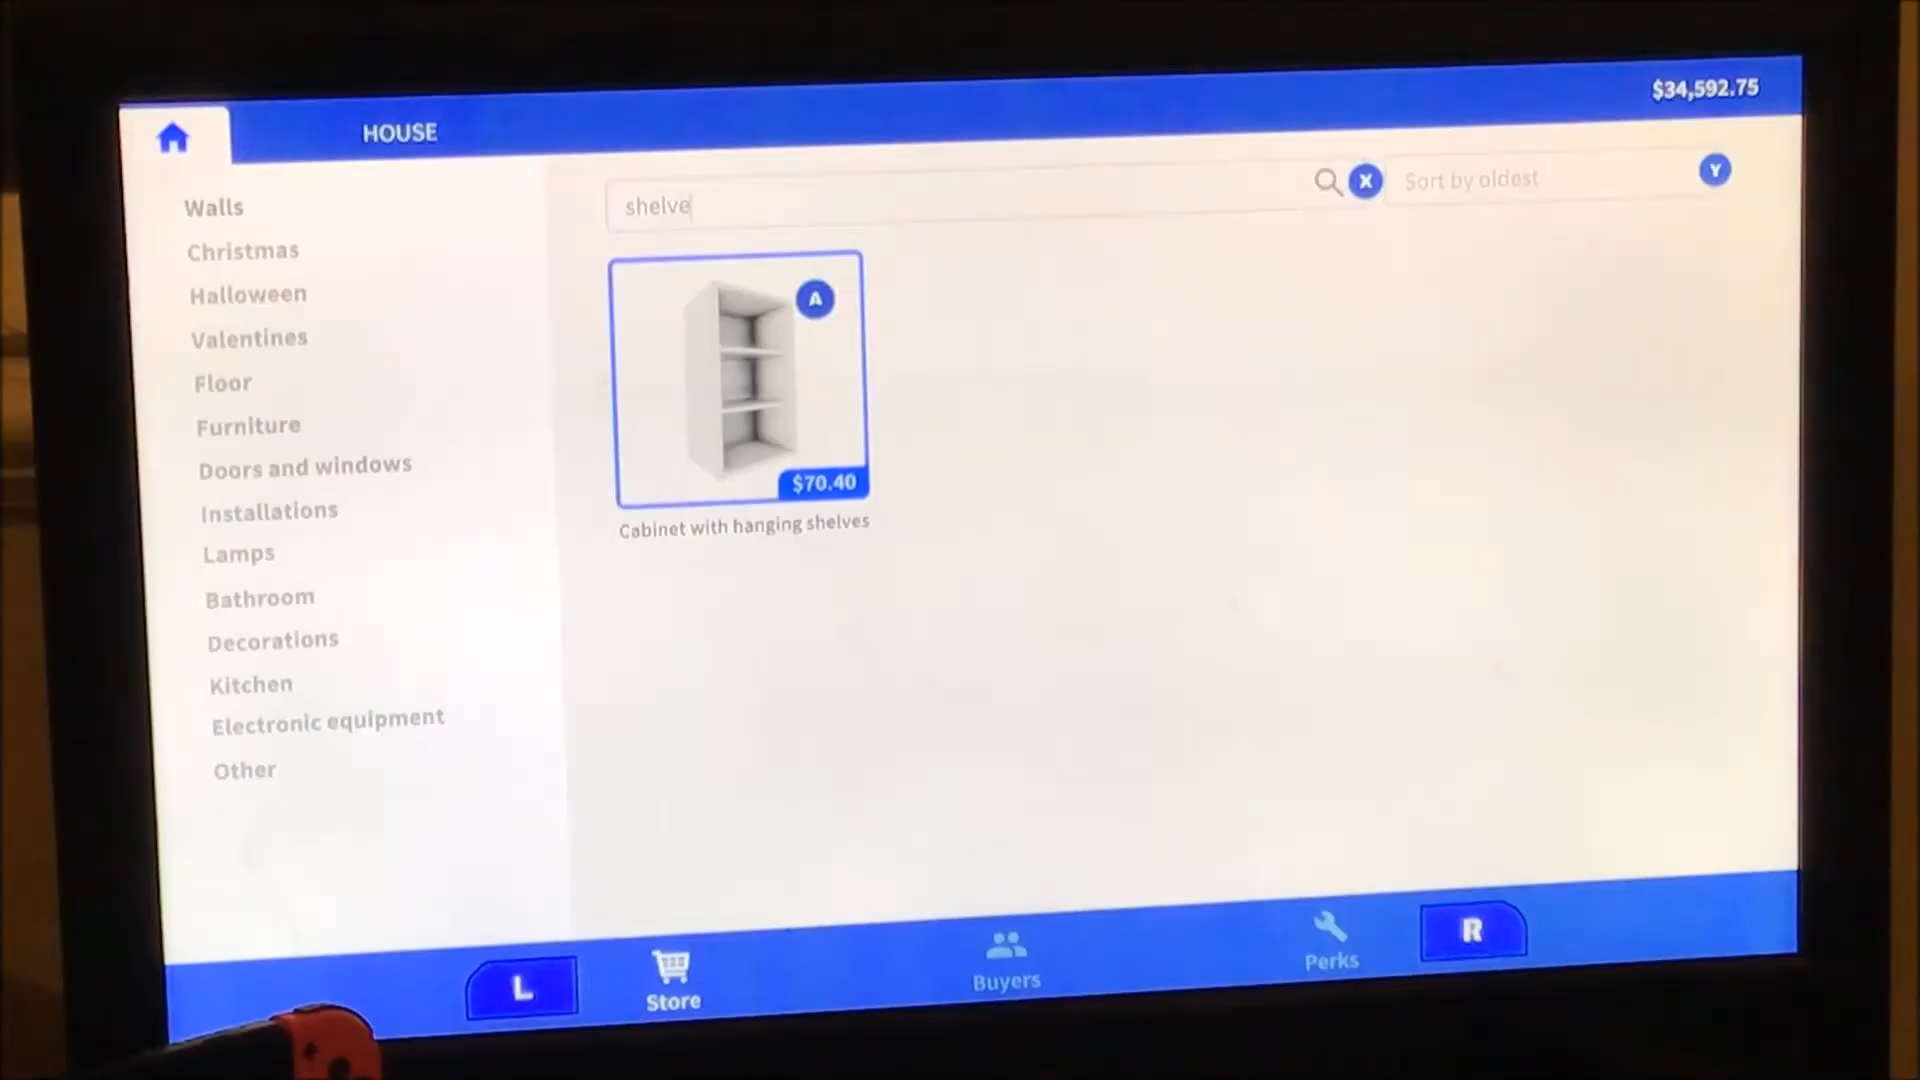 $34,592.75
HOUSE
shelve
X
Sort by oldest
Y
Walls
Christmas
Halloween
Valentines
Floor
Furniture
Doors and windows
Installations
Lamps
Bathroom
Decorations
Kitchen
Electronic equipment
Other
A
$70.40
Cabinet with hanging shelves
L
Store
Buyers
Perks
R